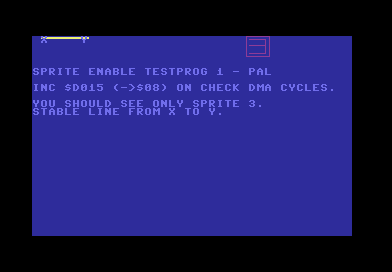 X Y
SPRITE ENABLE TESTPROG 1 - PAL
INC $D015 (->$08) ON CHECK DMA CYCLES.
YOU SHOULD SEE ONLY SPRITE 3.
STABLE LINE FROM X TO Y.